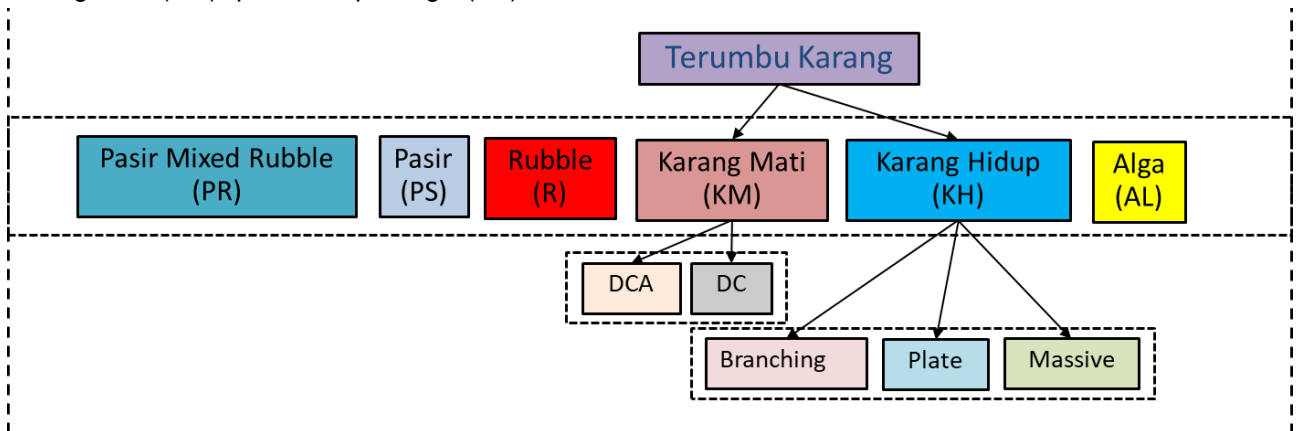 Terumbu Karang
Pasir Mixed Rubble
(PR)
Pasir
(PS)
Rubble
(R)
Karang Mati
(KM)
Karang Hidup
(KH)
Alga
(AL)
DCA
DC
Branching
Plate
Massive